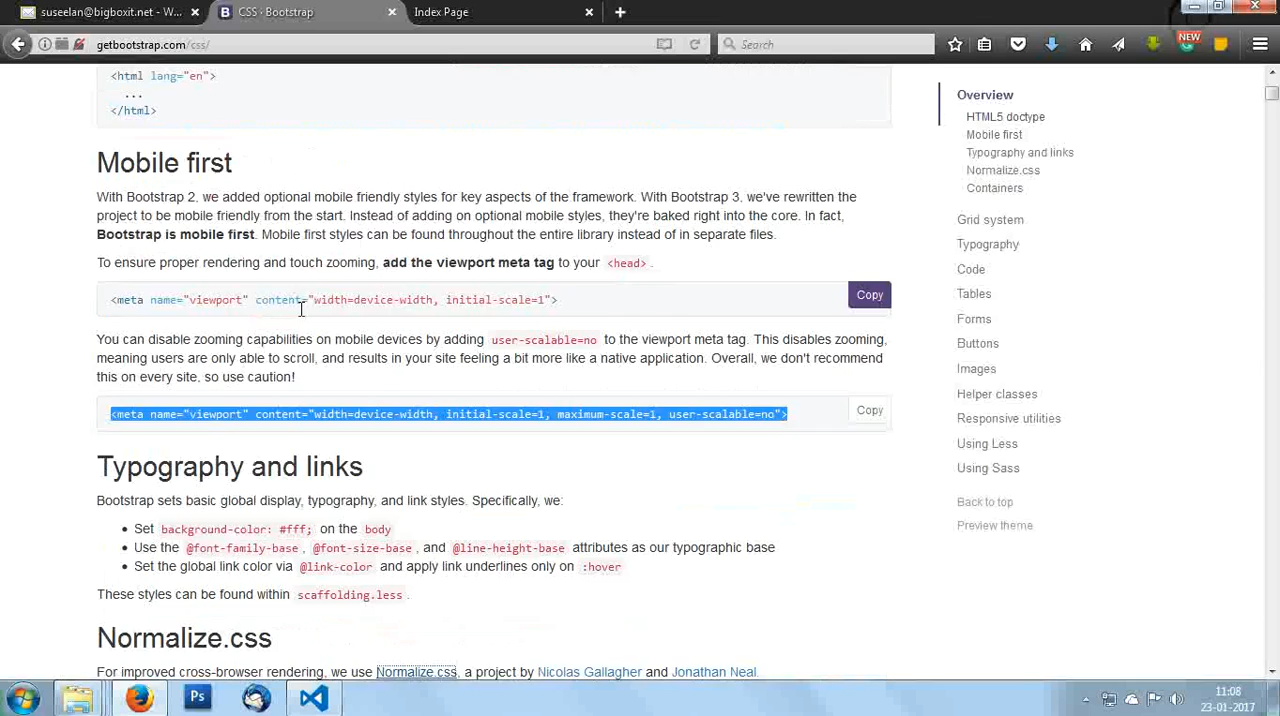 suseelan@bigboxit.net - W...
CSS · Bootstrap
Index Page
getbootstrap.com/css/
Search
NEW
<html lang="en">
...
</html>
Mobile first
With Bootstrap 2, we added optional mobile friendly styles for key aspects of the framework. With Bootstrap 3, we've rewritten the
project to be mobile friendly from the start. Instead of adding on optional mobile styles, they're baked right into the core. In fact,
Bootstrap is mobile first. Mobile first styles can be found throughout the entire library instead of in separate files.
To ensure proper rendering and touch zooming, add the viewport meta tag to your <head>.
<meta name="viewport" content="width=device-width, initial-scale=1">
Copy
You can disable zooming capabilities on mobile devices by adding user-scalable=no to the viewport meta tag. This disables zooming,
meaning users are only able to scroll, and results in your site feeling a bit more like a native application. Overall, we don't recommend
this on every site, so use caution!
<meta name="viewport" content="width=device-width, initial-scale=1, maximum-scale=1, user-scalable=no">
Copy
Typography and links
Bootstrap sets basic global display, typography, and link styles. Specifically, we:
• Set background-color: #fff; on the body
• Use the @font-family-base, @font-size-base, and @line-height-base attributes as our typographic base
• Set the global link color via @link-color and apply link underlines only on :hover
These styles can be found within scaffolding.less.
Normalize.css
For improved cross-browser rendering, we use Normalize.css, a project by Nicolas Gallagher and Jonathan Neal.
Overview
HTML5 doctype
Mobile first
Typography and links
Normalize.css
Containers
Grid system
Typography
Code
Tables
Forms
Buttons
Images
Helper classes
Responsive utilities
Using Less
Using Sass
Back to top
Preview theme
Ps
11:08
23-01-2017